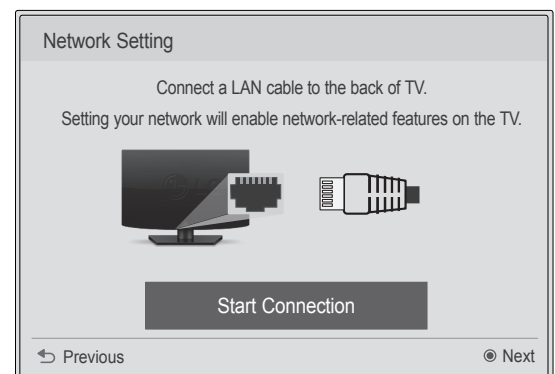 Network Setting
Connect a LAN cable to the back of TV.
Setting your network will enable network-related features on the TV.
Start Connection
Previous
Next